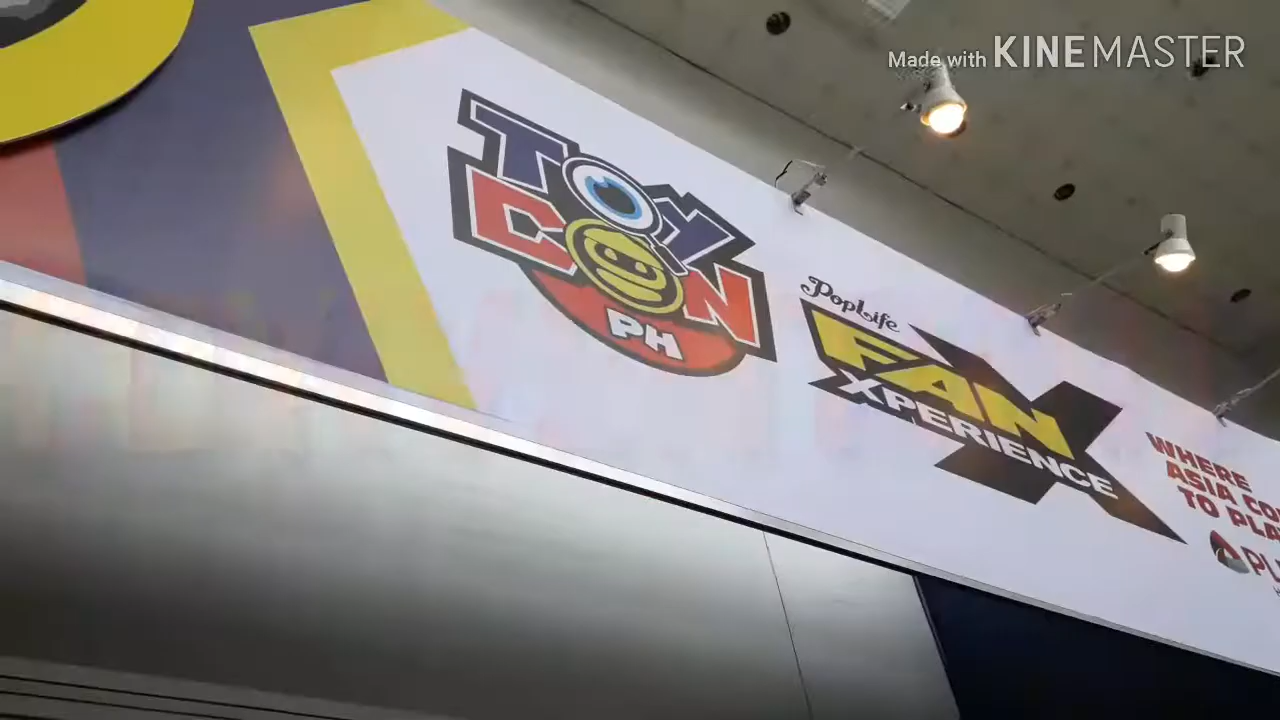 Made with KINEMASTER
TOY
CON
PH
PopLife
FAN X
XPERIENCE
WHERE
ASIA
TO